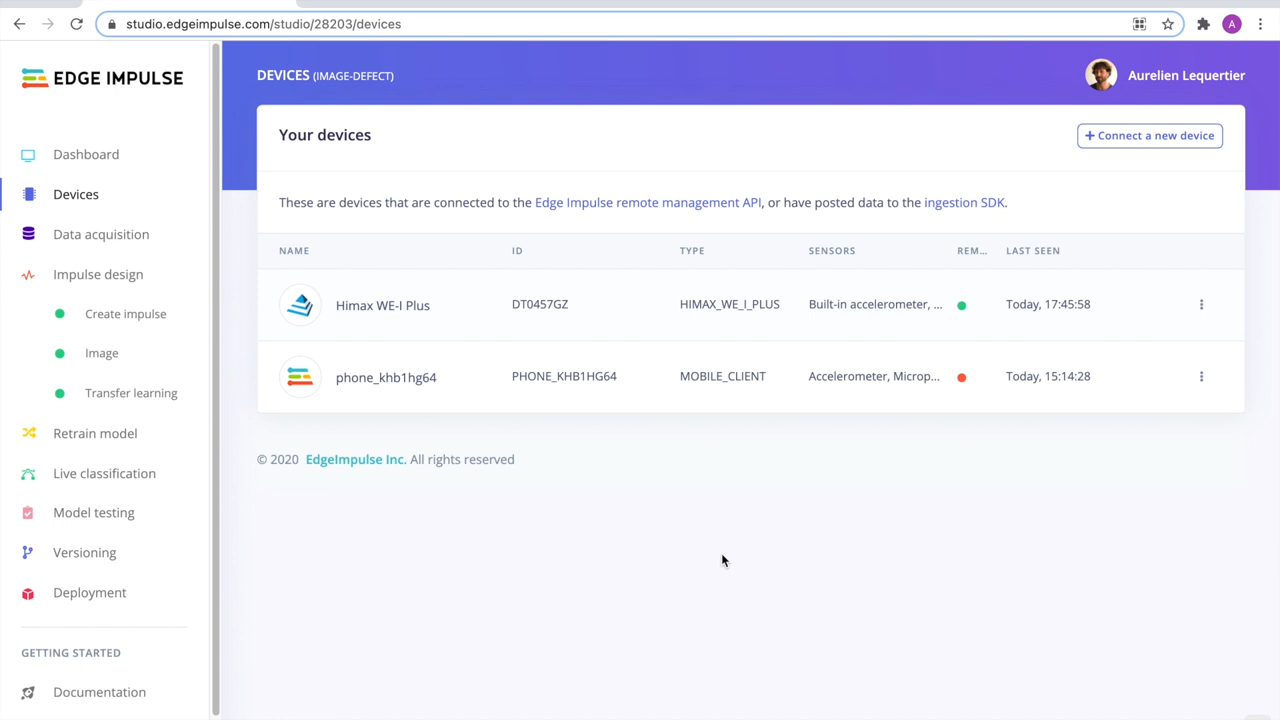 studio.edgeimpulse.com/studio/28203/devices
A
EDGE IMPULSE
DEVICES (IMAGE-DEFECT)
Aurelien Lequertier
Dashboard
Devices
Data acquisition
Impulse design
Create impulse
Image
Transfer learning
Retrain model
Live classification
Model testing
Versioning
Deployment
GETTING STARTED
Documentation
Your devices
+ Connect a new device
These are devices that are connected to the Edge Impulse remote management API, or have posted data to the ingestion SDK.
NAME ID TYPE SENSORS REM... LAST SEEN
Himax WE-I Plus DT0457GZ HIMAX_WE_I_PLUS Built-in accelerometer, ... Today, 17:45:58
phone_khb1hg64 PHONE_KHB1HG64 MOBILE_CLIENT Accelerometer, Microp... Today, 15:14:28
© 2020 EdgeImpulse Inc. All rights reserved